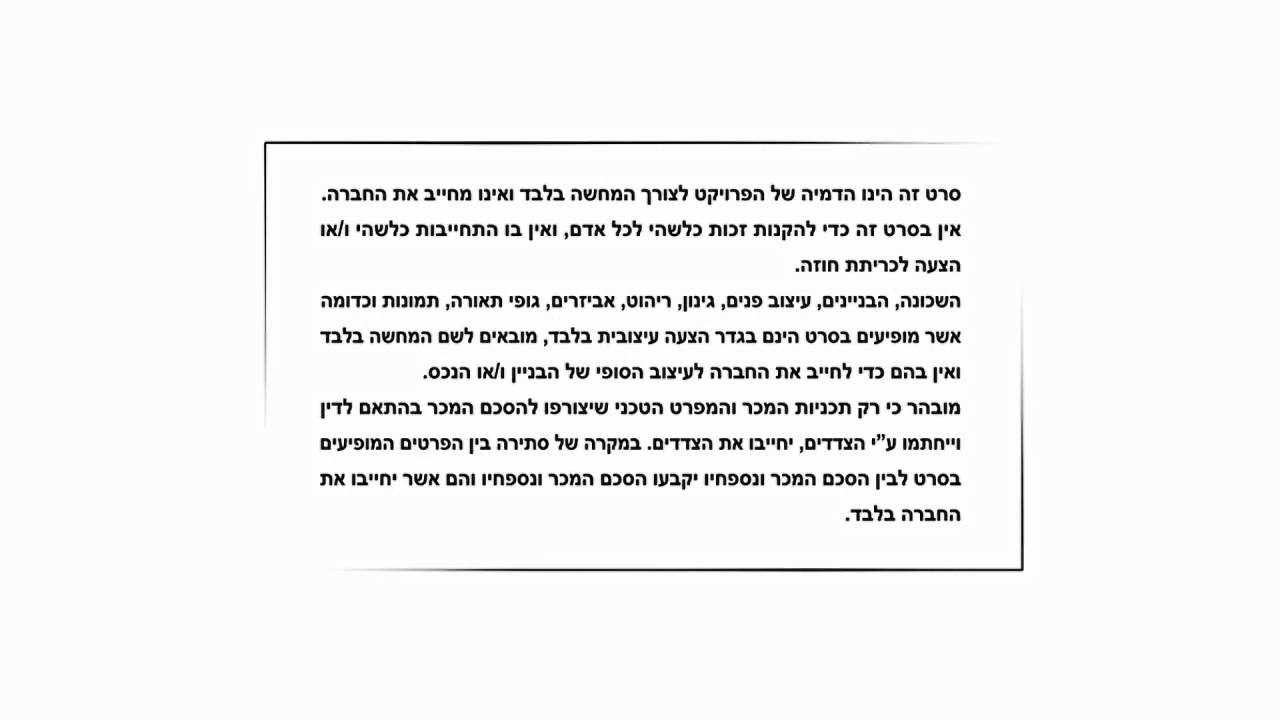 סרט זה הינו הדמיה של הפרויקט לצורך המחשה בלבד ואינו מחייב את החברה.
אין בסרט זה כדי להקנות זכות כלשהי לכל אדם, ואין בו התחייבות כלשהי ו/או
הצעה לכריתת חוזה.
השכונה, הבניינים, עיצוב פנים, גינון, ריהוט, אביזרים, גופי תאורה, תמונות וכדומה
אשר מופיעים בסרט הינם בגדר הצעה עיצובית בלבד, מובאים לשם המחשה בלבד
ואין בהם כדי לחייב את החברה לעיצוב הסופי של הבניין ו/או הנכס.
מובהר כי רק תכניות המכר והמפרט הטכני שיצורפו להסכם המכר בהתאם לדין
וייחתמו ע”י הצדדים, יחייבו את הצדדים. במקרה של סתירה בין הפרטים המופיעים
בסרט לבין הסכם המכר ונספחיו יקבעו הסכם המכר ונספחיו והם אשר יחייבו את
החברה בלבד.